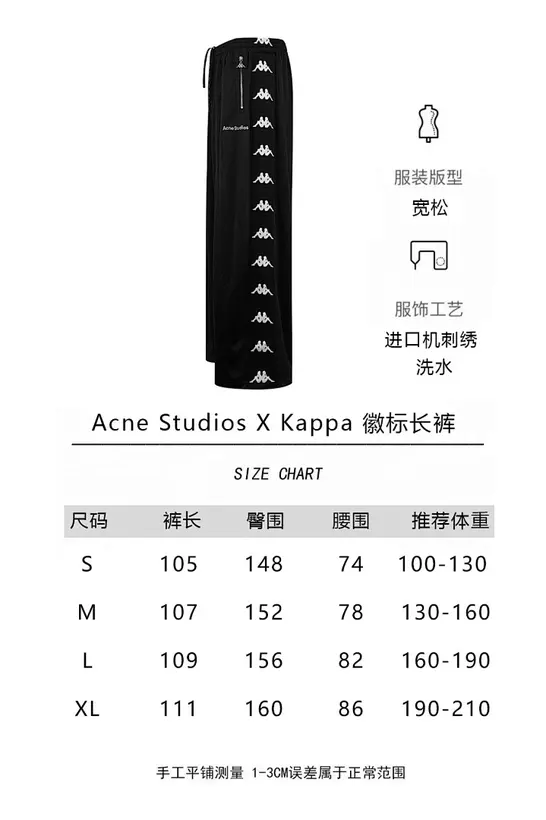 Acne Studios
服装版型
宽松
服饰工艺
进口机刺绣
洗水
Acne Studios X Kappa 徽标长裤
SIZE CHART
尺码 裤长 臀围 腰围 推荐体重
S 105 148 74 100-130
M 107 152 78 130-160
L 109 156 82 160-190
XL 111 160 86 190-210
手工平铺测量 1-3CM误差属于正常范围